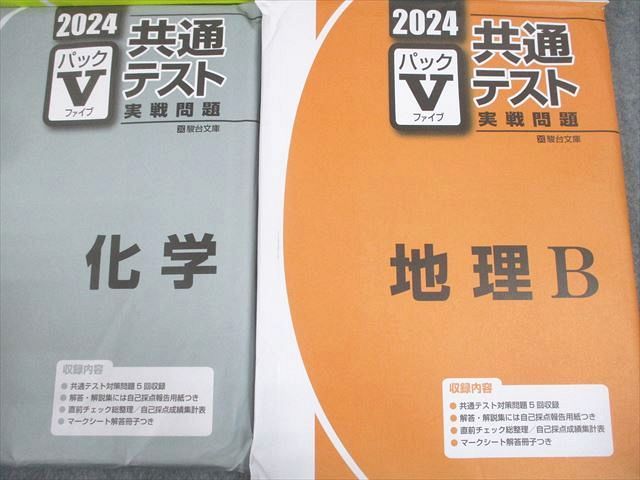 2024
パック
V
ファイブ
共通
テスト
実戦問題
駿台文庫
化学
収録内容
共通テスト対策問題5回収録
解答・解説集には自己採点報告用紙つき
直前チェック総整理/自己採点成績集計表
マークシート解答冊子つき
2024
パック
V
ファイブ
共通
テスト
実戦問題
駿台文庫
地理B
収録内容
共通テスト対策問題5回収録
解答・解説集には自己採点報告用紙つき
直前チェック総整理/自己採点成績集計表
マークシート解答冊子つき